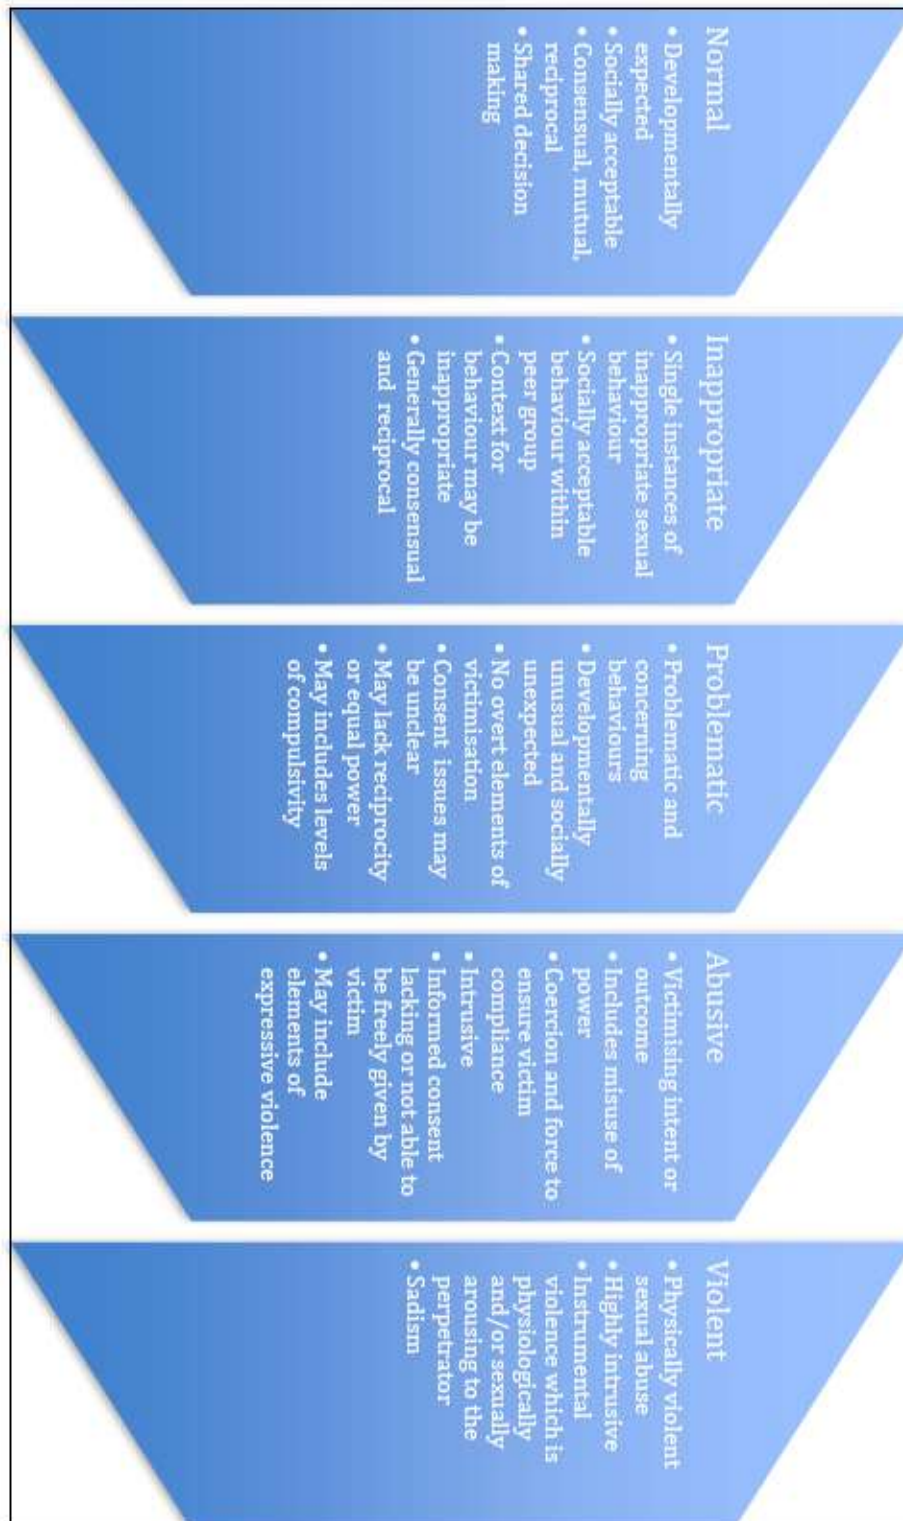 Normal
• Developmentally
expected
• Socially acceptable
• Consensual, mutual,
reciprocal
• Shared decision
making
Inappropriate
• Single instances of
inappropriate sexual
behaviour
• Socially acceptable
behaviour within
peer group
• Context for
behaviour may be
inappropriate
• Generally consensual
and reciprocal
Problematic
• Problematic and
concerning
behaviours
• Developmentally
unusual and socially
unexpected
• No overt elements of
victimisation
• Consent issues may
be unclear
• May lack reciprocity
or equal power
• May includes levels
of compulsivity
Abusive
• Victimising intent or
outcome
• Includes misuse of
power
• Coercion and force to
ensure victim
compliance
• Intrusive
• Informed consent
lacking or not able to
be freely given by
victim
• May include
elements of
expressive violence
Violent
• Physically violent
sexual abuse
• Highly intrusive
• Instrumental
violence which is
physiologically
and/or sexually
arousing to the
perpetrator
• Sadism